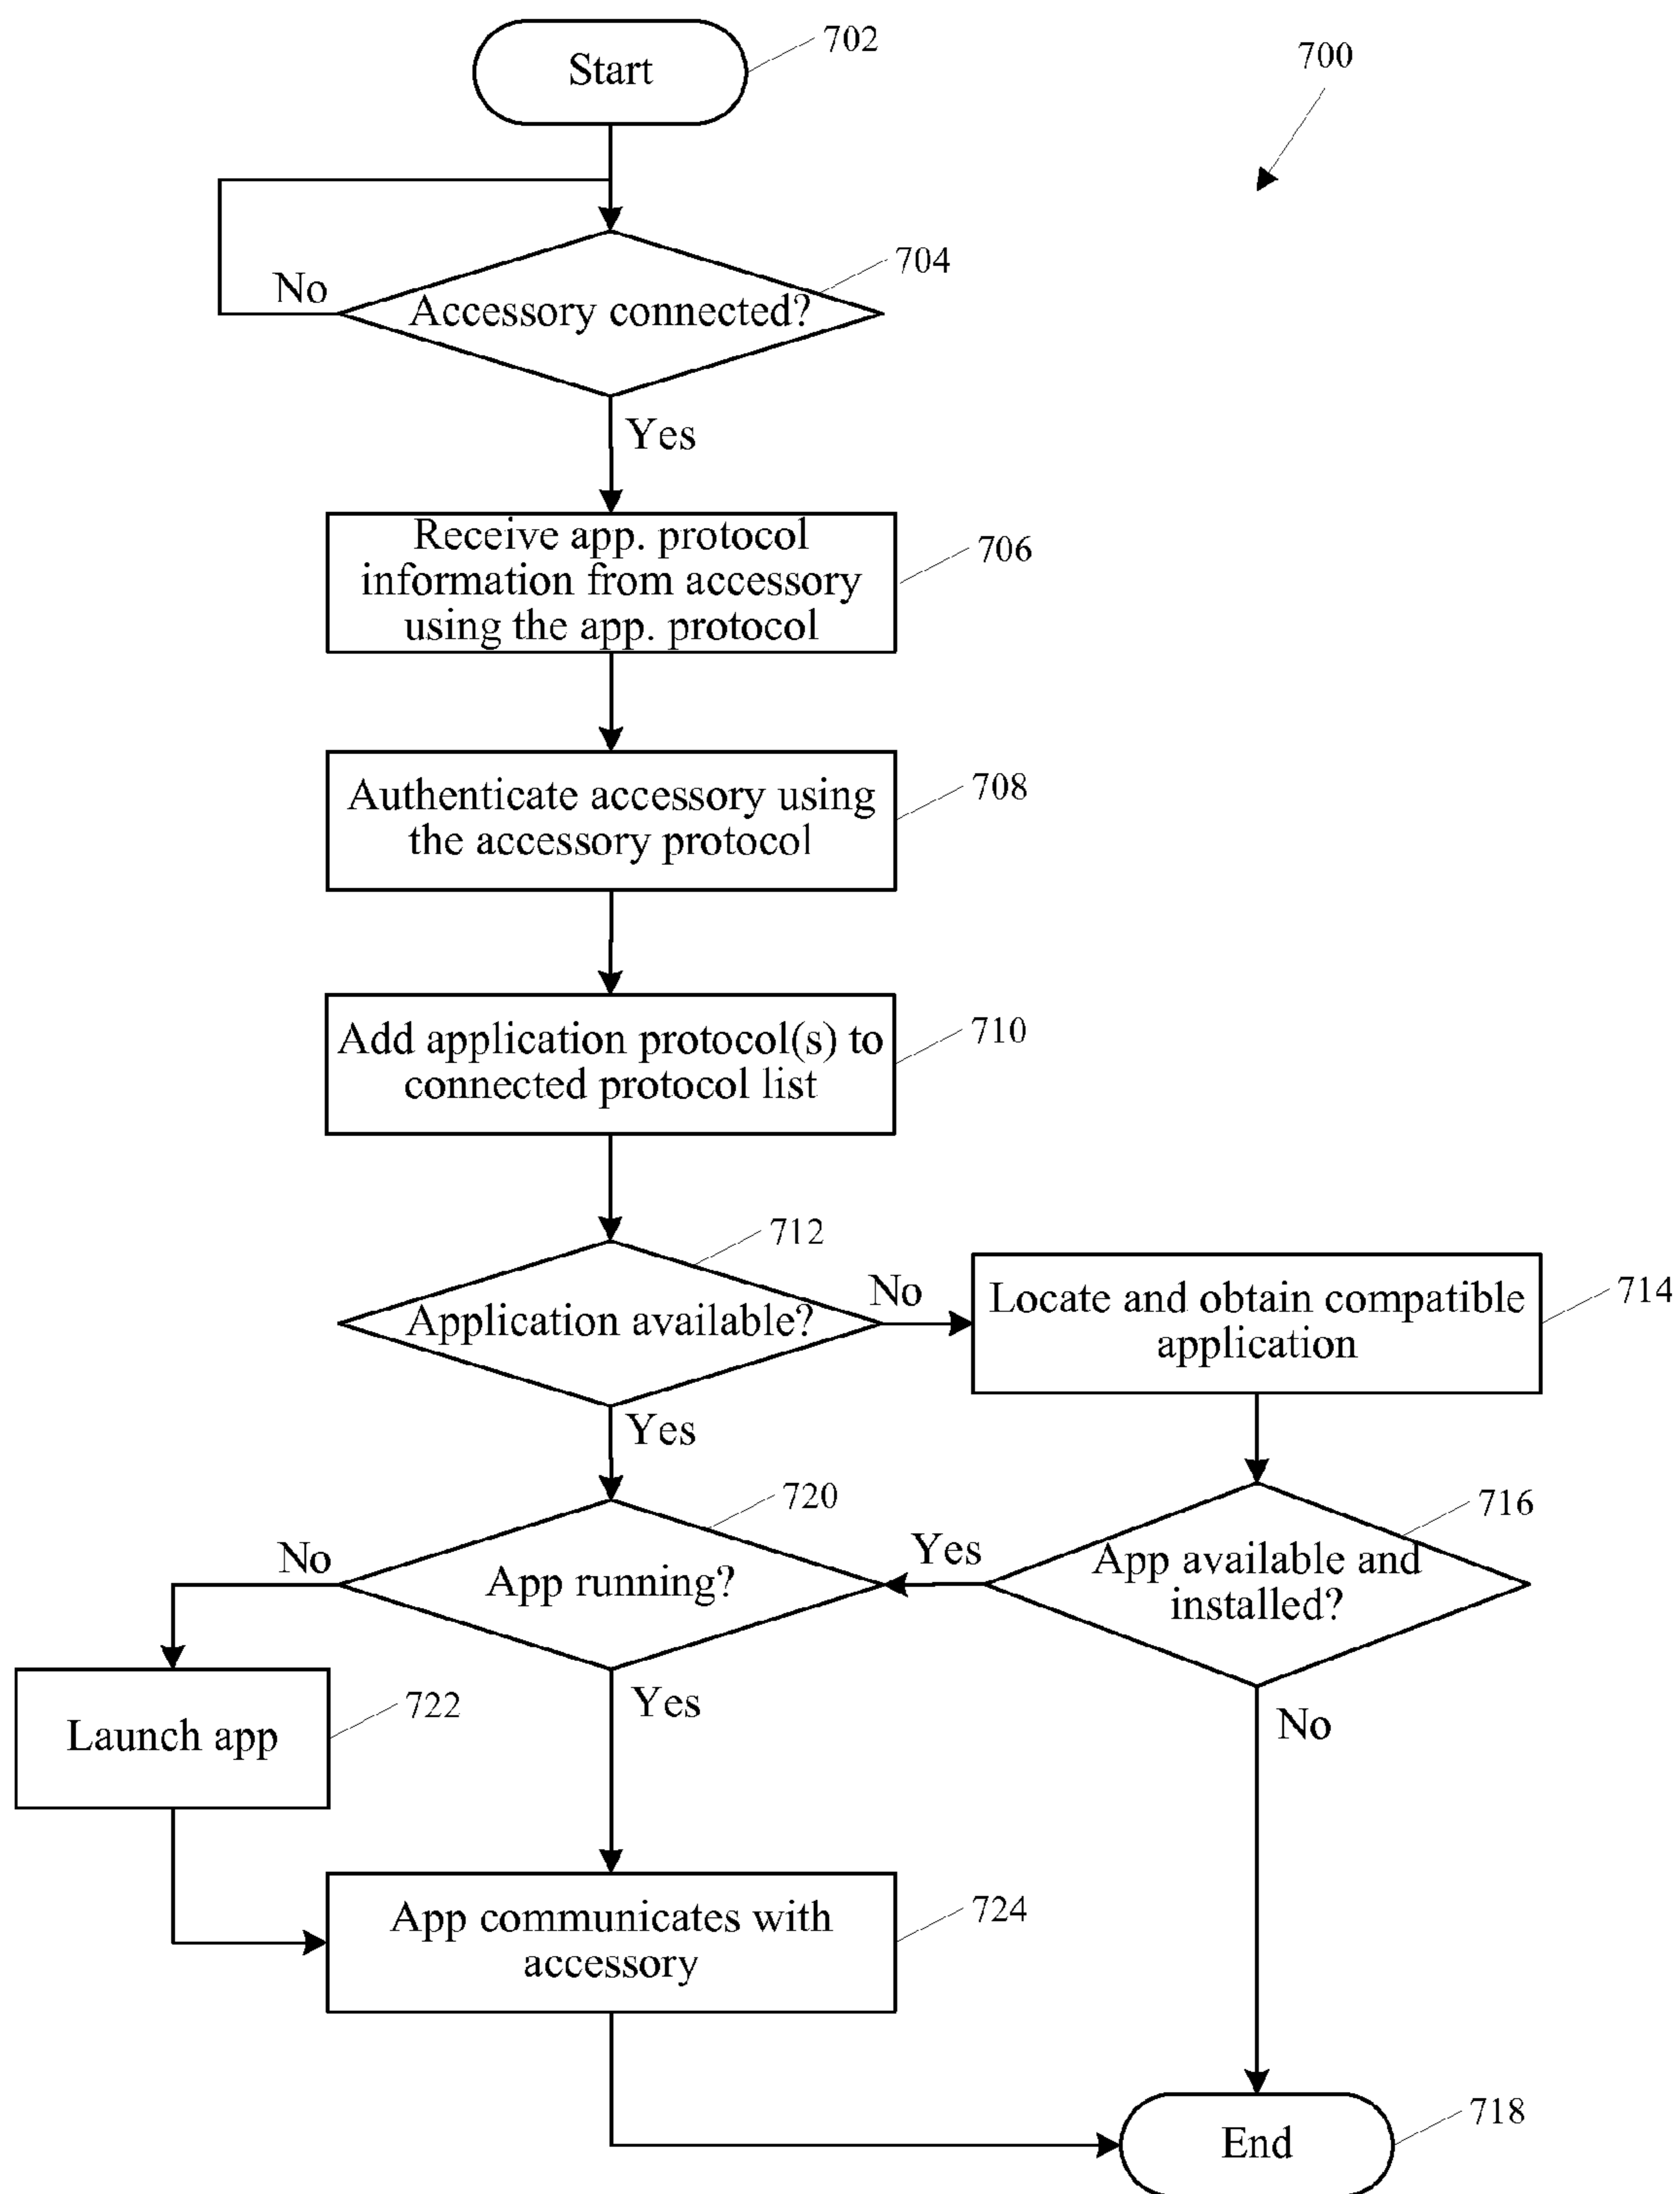 Start
702
700
Accessory connected?
704
No
Yes
Receive app. protocol
information from accessory
using the app. protocol
706
Authenticate accessory using
the accessory protocol
708
Add application protocol(s) to
connected protocol list
710
Application available?
712
No
Yes
Locate and obtain compatible
application
714
App running?
720
No
Yes
App available and
installed?
716
Yes
No
Launch app
722
App communicates with
accessory
724
End
718